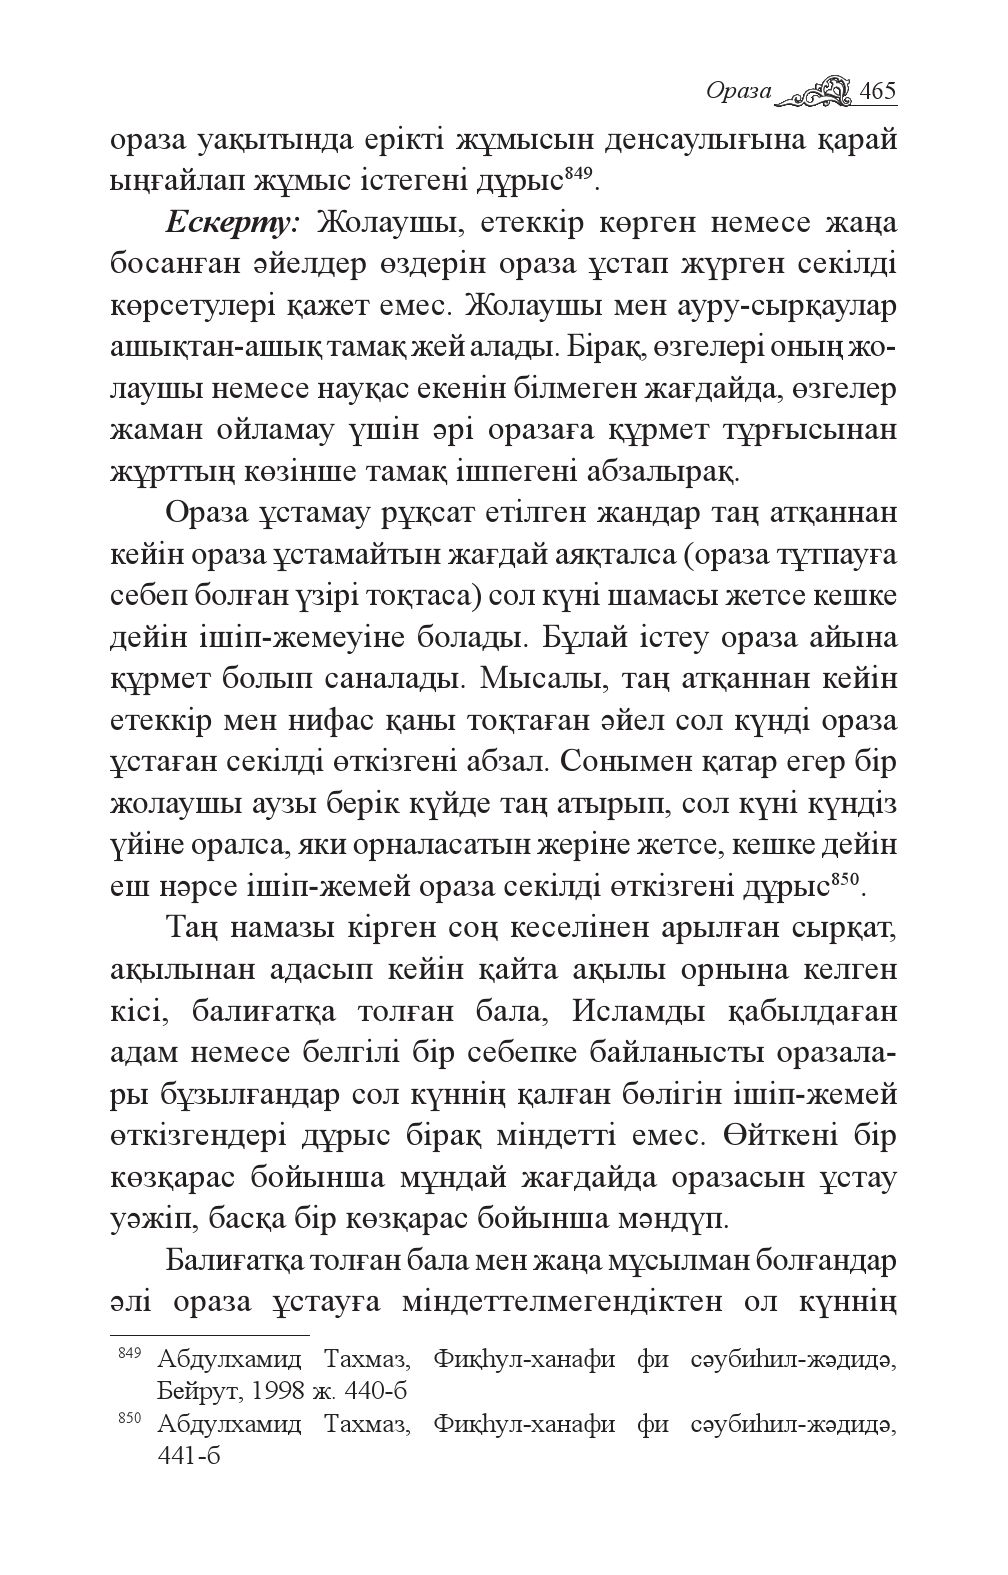 Ораза 465
ораза уақытында ерікті жұмысын денсаулығына қарай
ыңғайлап жұмыс істегені дұрыс849.
Ескерту: Жолаушы, етеккір көрген немесе жаңа
босанған әйелдер өздерін ораза ұстап жүрген секілді
көрсетулері қажет емес. Жолаушы мен ауру-сырқаулар
ашықтан-ашық тамақ жей алады. Бірақ, өзгелері оның жо-
лаушы немесе науқас екенін білмеген жағдайда, өзгелер
жаман ойламау үшін әрі оразаға құрмет тұрғысынан
жұрттың көзінше тамақ ішпегені абзалырақ.
Ораза ұстамау рұқсат етілген жандар таң атқаннан
кейін ораза ұстамайтын жағдай аяқталса (ораза тұтпауға
себеп болған үзірі тоқтаса) сол күні шамасы жетсе кешке
дейін ішіп-жемеуіне болады. Бұлай істеу ораза айына
құрмет болып саналады. Мысалы, таң атқаннан кейін
етеккір мен нифас қаны тоқтаған әйел сол күнді ораза
ұстаған секілді өткізгені абзал. Сонымен қатар егер бір
жолаушы аузы берік күйде таң атырып, сол күні күндіз
үйіне оралса, яки орналасатын жеріне жетсе, кешке дейін
еш нәрсе ішіп-жемей ораза секілді өткізгені дұрыс850.
Таң намазы кірген соң кеселінен арылған сырқат,
ақылынан адасып кейін қайта ақылы орнына келген
кісі, балиғатқа толған бала, Исламды қабылдаған
адам немесе белгілі бір себепке байланысты оразала-
ры бұзылғандар сол күннің қалған бөлігін ішіп-жемей
өткізгендері дұрыс бірақ міндетті емес. Өйткені бір
көзқарас бойынша мұндай жағдайда оразасын ұстау
уәжіп, басқа бір көзқарас бойынша мәндүп.
Балиғатқа толған бала мен жаңа мұсылман болғандар
әлі ораза ұстауға міндеттелмегендіктен ол күннің
849 Абдулхамид Тахмаз, Фиқһул-ханафи фи сәубиһил-жәдидә,
Бейрут, 1998 ж. 440-б
850 Абдулхамид Тахмаз, Фиқһул-ханафи фи сәубиһил-жәдидә,
441-б